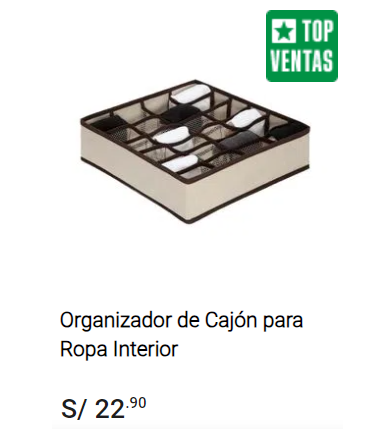 TOP
VENTAS
Organizador de Cajón para
Ropa Interior
S/ 22.90